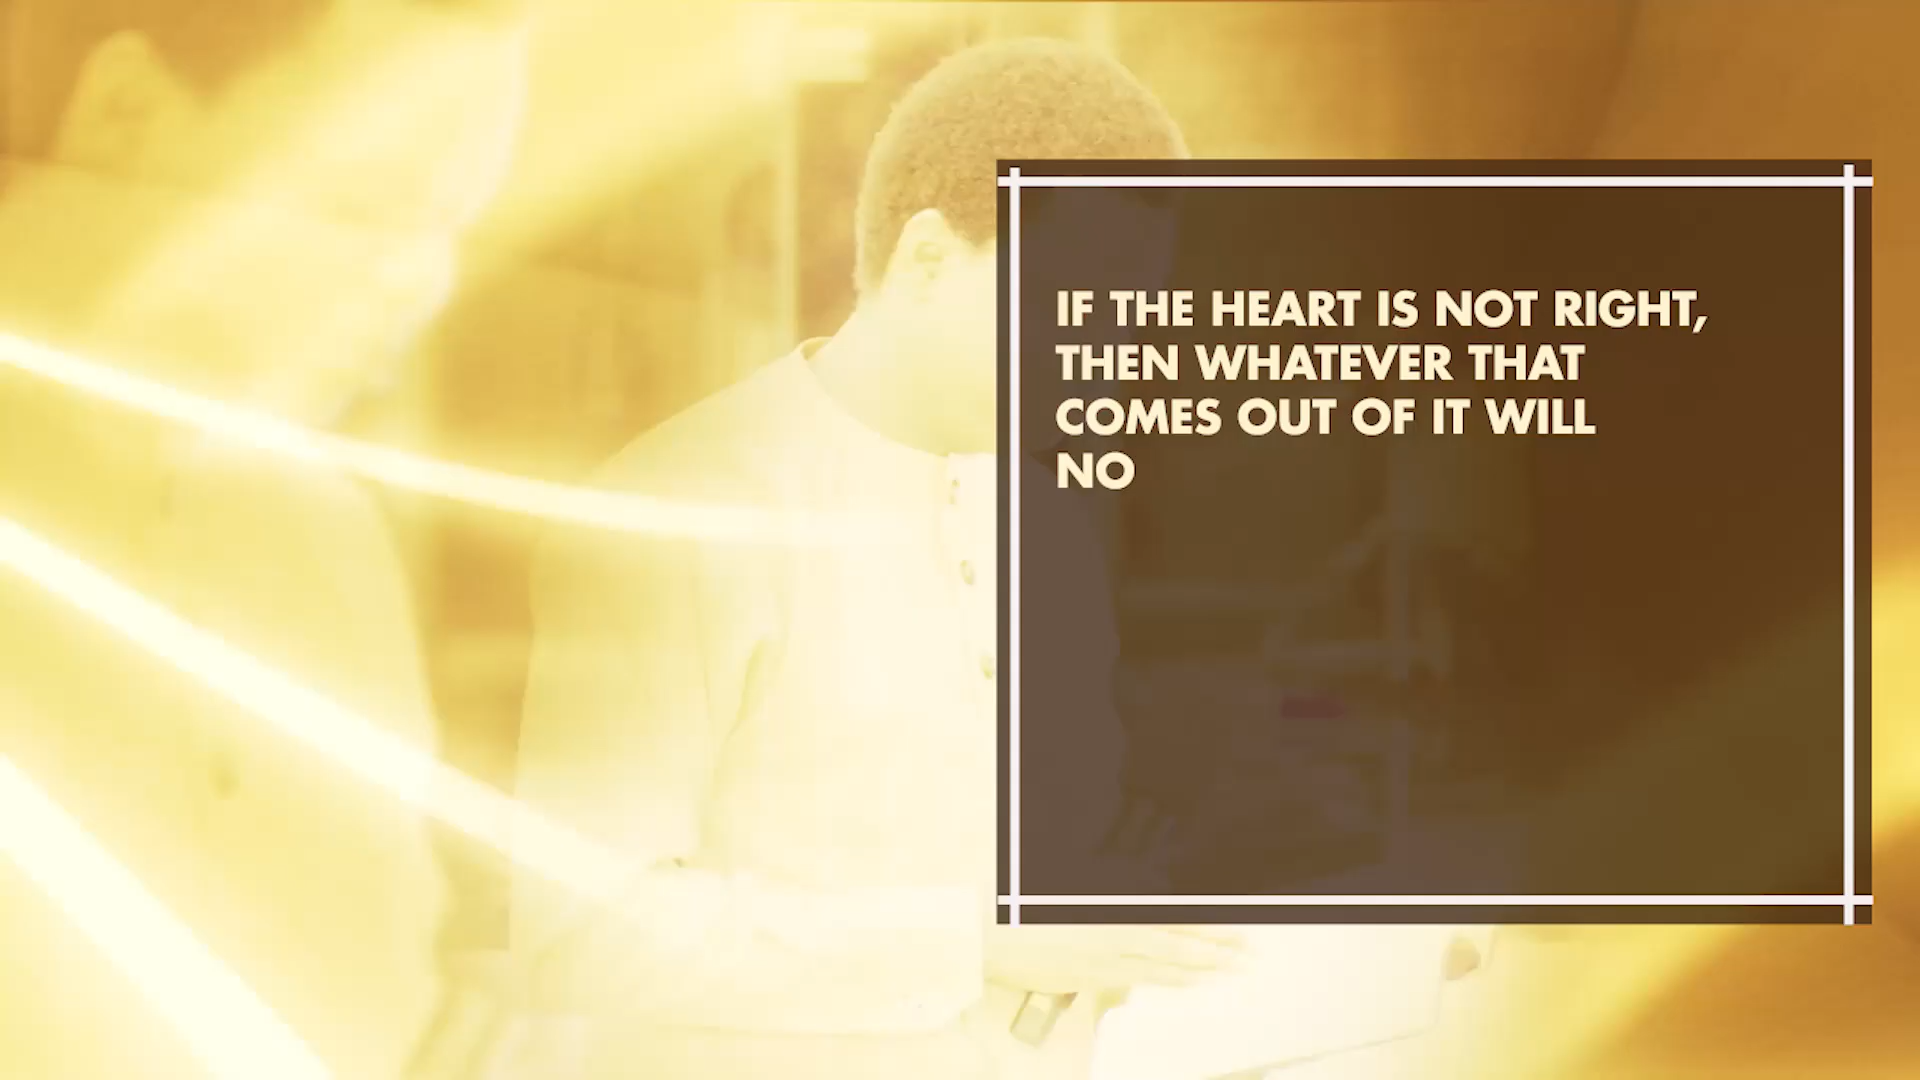 IF THE HEART IS NOT RIGHT,
THEN WHATEVER THAT
COMES OUT OF IT WILL
NO